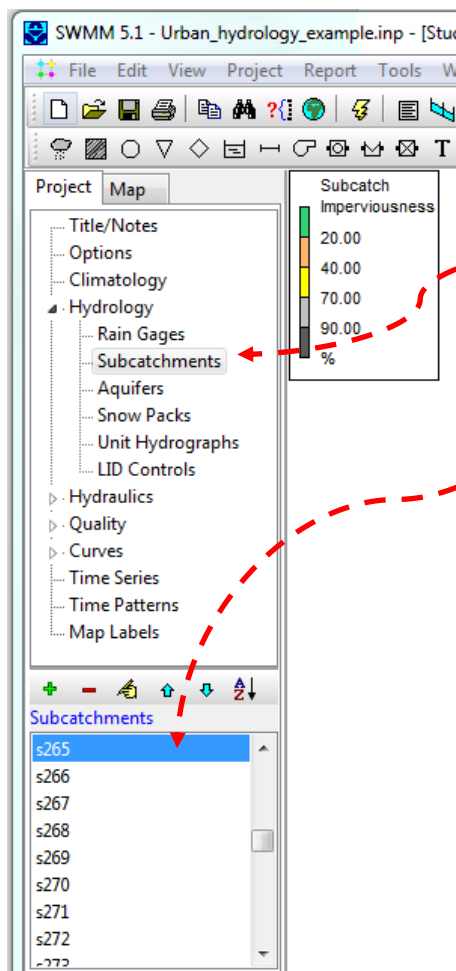 SWMM 5.1 - Urban_hydrology_example.inp - [Stu
File Edit View Project Report Tools W
T
Project Map
Title/Notes
Options
Climatology
Hydrology
Rain Gages
Subcatchments
Aquifers
Snow Packs
Unit Hydrographs
LID Controls
Hydraulics
Quality
Curves
Time Series
Time Patterns
Map Labels
Subcatch
Imperviousness
20.00
40.00
70.00
90.00
%
Subcatchments
s265
s266
s267
s268
s269
s270
s271
s272
s273